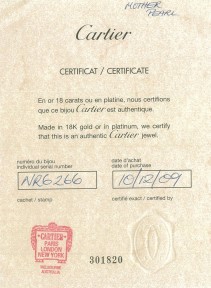 MOTHER
PEARL
Cartier
CERTIFICAT / CERTIFICATE
En or 18 carats ou en platine, nous certifions
que ce bijou Cartier est authentique.
Made in 18K gold or in platinum, we certify
that this is an authentic Cartier jewel.
numéro du bijou
individual serial number
date d'achat
date of purchase
NR6266
10/12/09
cachet / stamp
certifié exact / certified by
CARTIER
PARIS
LONDON
NEW YORK
MELBOURNE
AUSTRALIA
301820